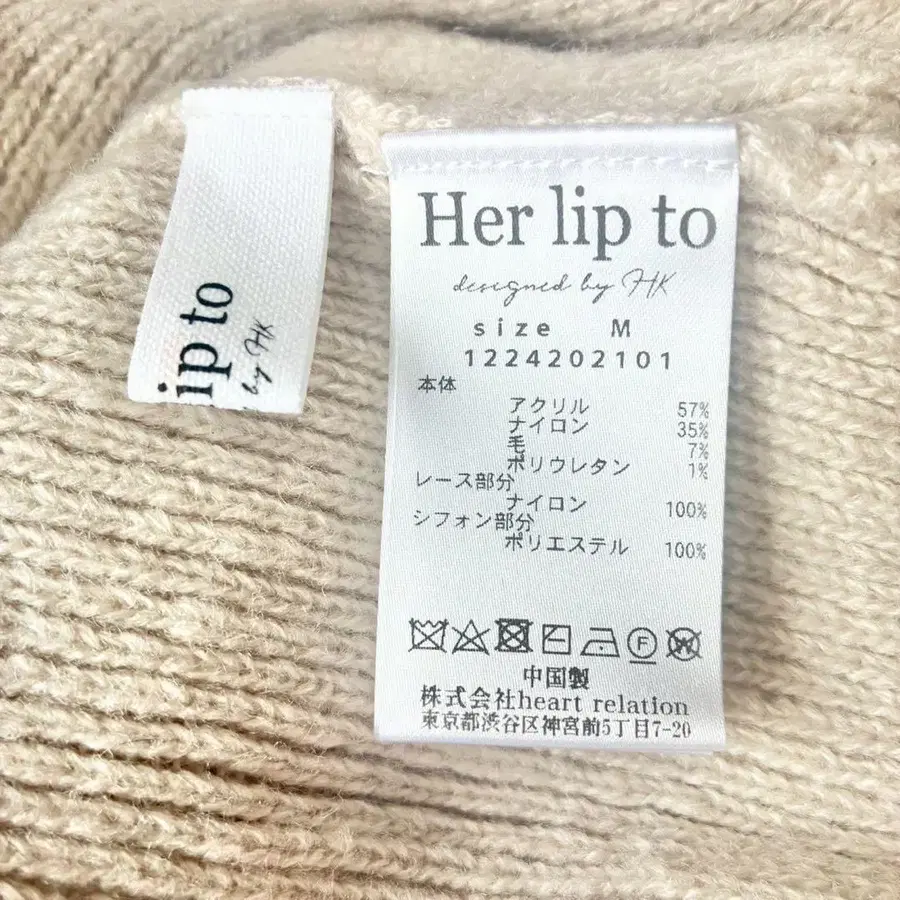 ip to
by HK
Her lip to
designed by HK
size M
1224202101
本体
アクリル 57%
ナイロン 35%
毛 7%
ポリウレタン 1%
レース部分
ナイロン 100%
シフォン部分
ポリエステル 100%
F
W
中国製
株式会社heart relation
東京都渋谷区神宮前5丁目7-20